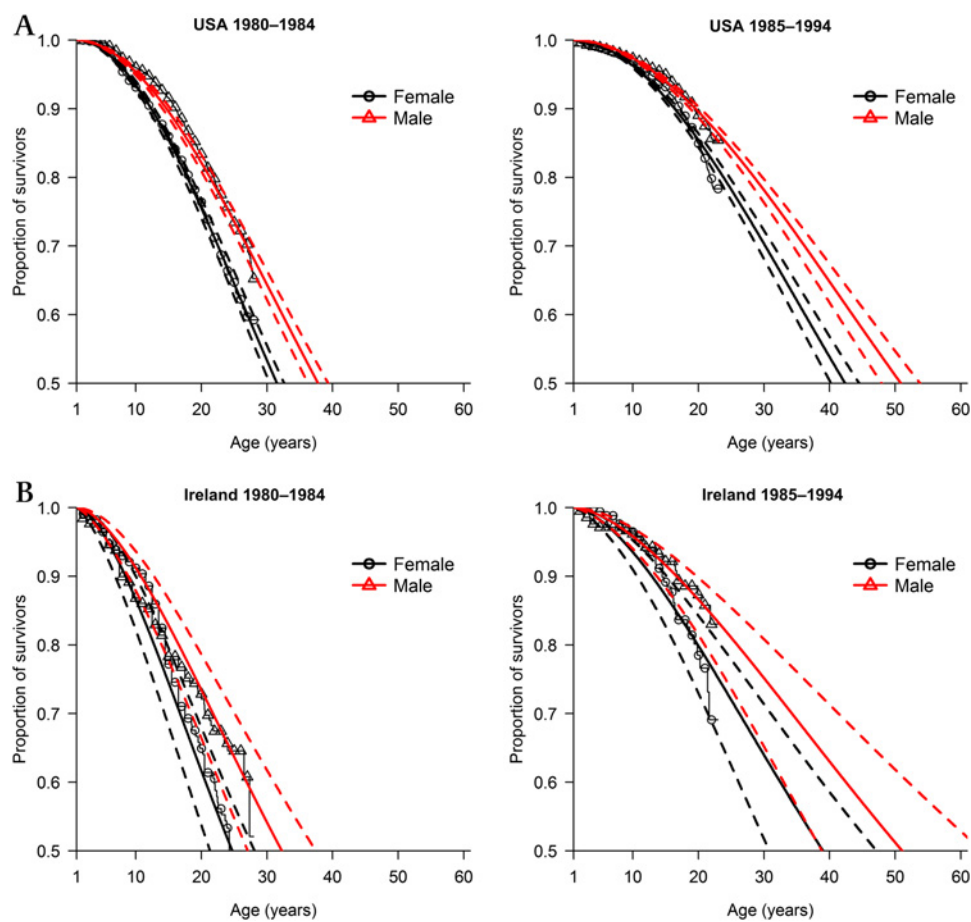 A
USA 1980–1984
USA 1985–1994
Proportion of survivors
1.0
0.9
0.8
0.7
0.6
0.5
Female
Male
1 10 20 30 40 50 60
Age (years)
Proportion of survivors
1.0
0.9
0.8
0.7
0.6
0.5
Female
Male
1 10 20 30 40 50 60
Age (years)
B
Ireland 1980–1984
Ireland 1985–1994
Proportion of survivors
1.0
0.9
0.8
0.7
0.6
0.5
Female
Male
1 10 20 30 40 50 60
Age (years)
Proportion of survivors
1.0
0.9
0.8
0.7
0.6
0.5
Female
Male
1 10 20 30 40 50 60
Age (years)